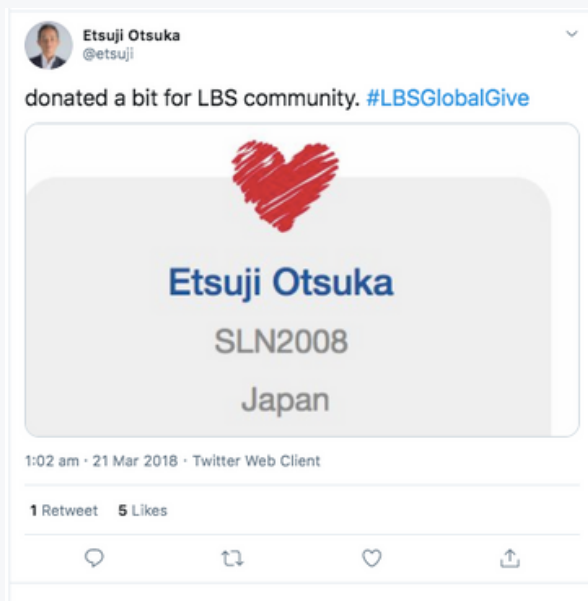 Etsuji Otsuka
@etsuji
donated a bit for LBS community. #LBSGlobalGive
Etsuji Otsuka
SLN2008
Japan
1:02 am · 21 Mar 2018 · Twitter Web Client
1 Retweet 5 Likes